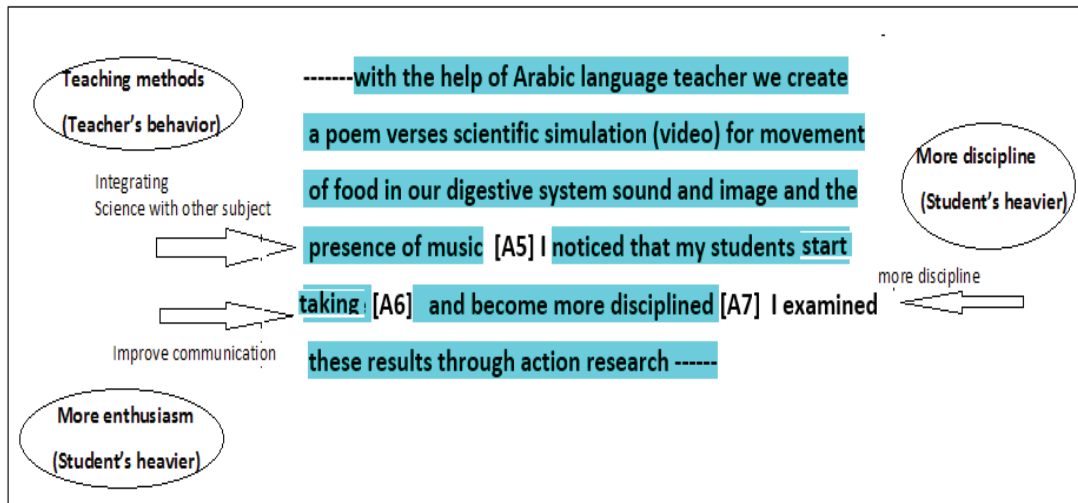 Teaching methods
(Teacher's behavior)
Integrating
Science with other subject
Improve communication
More enthusiasm
(Student's heavier)
-------with the help of Arabic language teacher we create
a poem verses scientific simulation (video) for movement
of food in our digestive system sound and image and the
presence of music [A5] I noticed that my students start
taking [A6] and become more disciplined [A7] I examined
these results through action research ------
-
More discipline
(Student's heavier)
more discipline